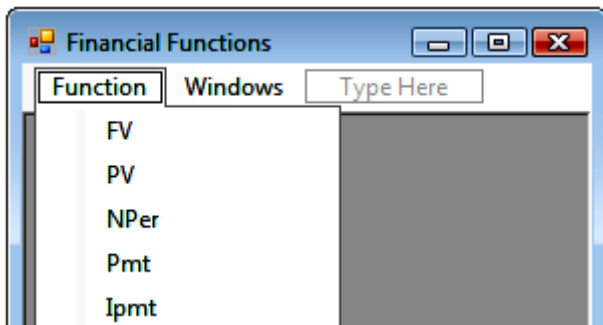 Financial Functions
Function Windows Type Here
FV
PV
NPer
Pmt
Ipmt